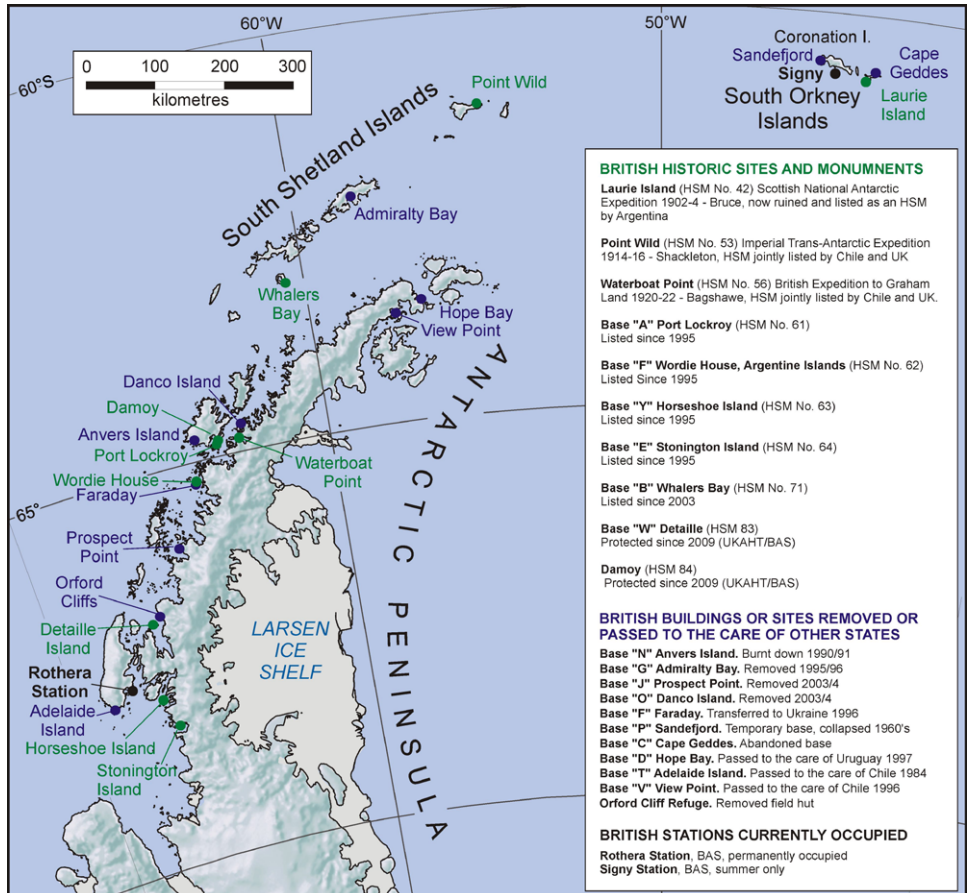 60°W
50°W
60°S
0 100 200 300
kilometres
Coronation I.
Sandefjord
Cape
Geddes
Signy
South Orkney
Islands
Laurie
Island
Point Wild
South Shetland Islands
Admiralty Bay
Whalers
Bay
Hope Bay
View Point
Danco Island
Damoy
Anvers Island
Port Lockroy
Waterboat
Point
Wordie House
Faraday
65°
Prospect
Point
Orford
Cliffs
Detaille
Island
LARSEN
ICE
SHELF
ANTARCTIC PENINSULA
Rothera
Station
Adelaide
Island
Horseshoe Island
Stonington
Island
BRITISH HISTORIC SITES AND MONUMNENTS
Laurie Island (HSM No. 42) Scottish National Antarctic
Expedition 1902-4 - Bruce, now ruined and listed as an HSM
by Argentina
Point Wild (HSM No. 53) Imperial Trans-Antarctic Expedition
1914-16 - Shackleton, HSM jointly listed by Chile and UK
Waterboat Point (HSM No. 56) British Expedition to Graham
Land 1920-22 - Bagshawe, HSM jointly listed by Chile and UK.
Base "A" Port Lockroy (HSM No. 61)
Listed since 1995
Base "F" Wordie House, Argentine Islands (HSM No. 62)
Listed Since 1995
Base "Y" Horseshoe Island (HSM No. 63)
Listed since 1995
Base "E" Stonington Island (HSM No. 64)
Listed since 1995
Base "B" Whalers Bay (HSM No. 71)
Listed since 2003
Base "W" Detaille (HSM 83)
Protected since 2009 (UKAHT/BAS)
Damoy (HSM 84)
Protected since 2009 (UKAHT/BAS)
BRITISH BUILDINGS OR SITES REMOVED OR
PASSED TO THE CARE OF OTHER STATES
Base "N" Anvers Island. Burnt down 1990/91
Base "G" Admiralty Bay. Removed 1995/96
Base "J" Prospect Point. Removed 2003/4
Base "O" Danco Island. Removed 2003/4
Base "F" Faraday. Transferred to Ukraine 1996
Base "P" Sandefjord. Temporary base, collapsed 1960's
Base "C" Cape Geddes. Abandoned base
Base "D" Hope Bay. Passed to the care of Uruguay 1997
Base "T" Adelaide Island. Passed to the care of Chile 1984
Base "V" View Point. Passed to the care of Chile 1996
Orford Cliff Refuge. Removed field hut
BRITISH STATIONS CURRENTLY OCCUPIED
Rothera Station, BAS, permanently occupied
Signy Station, BAS, summer only